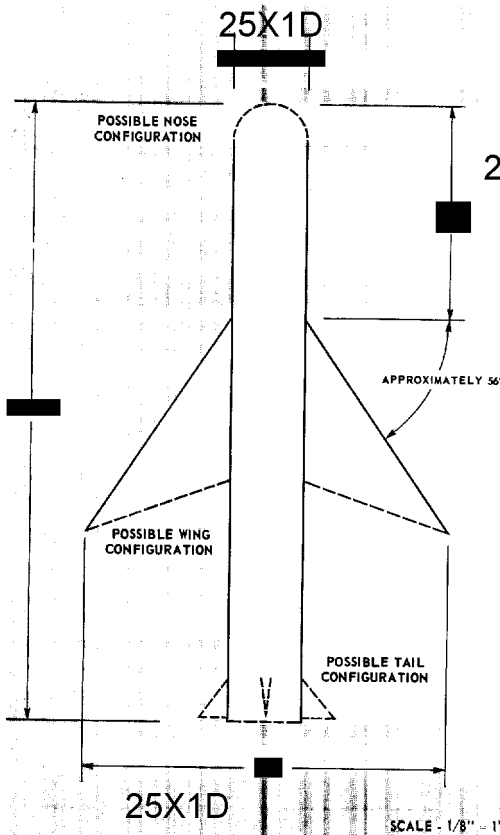 25X1D
POSSIBLE NOSE
CONFIGURATION
2
APPROXIMATELY 56°
POSSIBLE WING
CONFIGURATION
POSSIBLE TAIL
CONFIGURATION
25X1D
SCALE - 1/8" = 1'